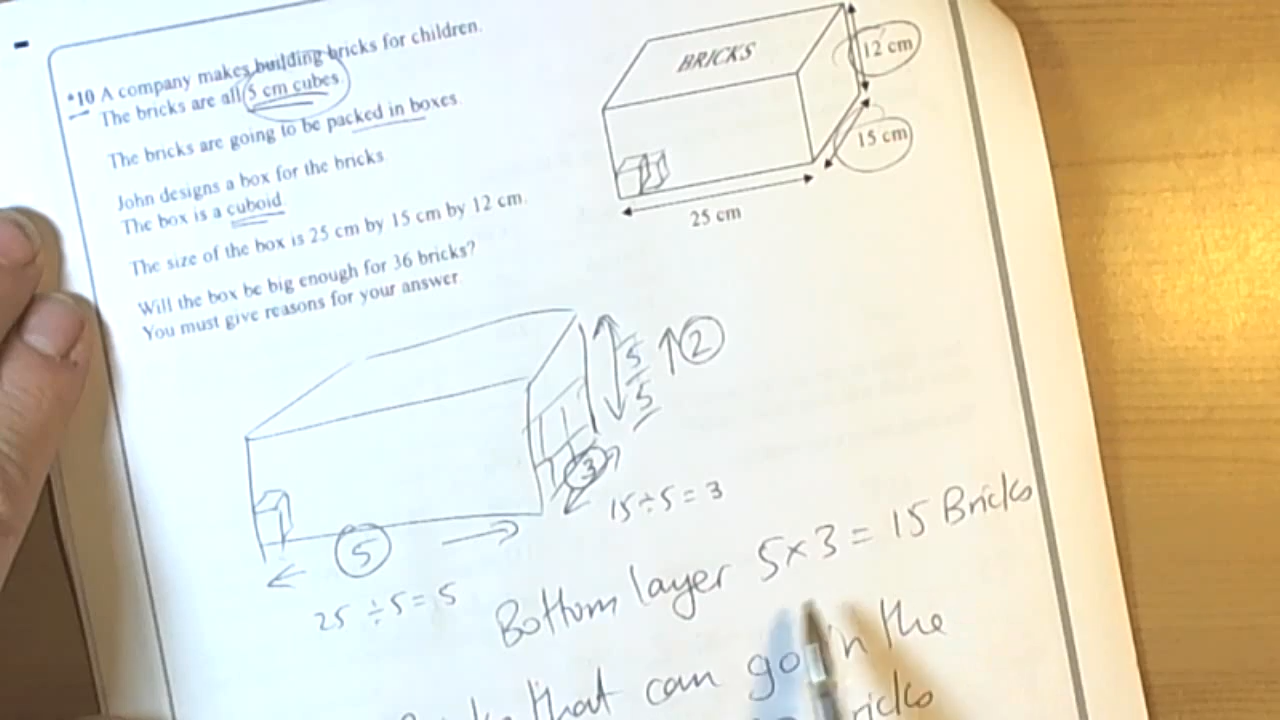 *10 A company makes building bricks for children.
The bricks are all 5 cm cubes.
The bricks are going to be packed in boxes.
John designs a box for the bricks.
The box is a cuboid.
The size of the box is 25 cm by 15 cm by 12 cm.
Will the box be big enough for 36 bricks?
You must give reasons for your answer.
BRICKS
12 cm
15 cm
25 cm
5
5
2
3
15÷5=3
5
25÷5=5
Bottom layer 5×3=15 Bricks
that can go in the